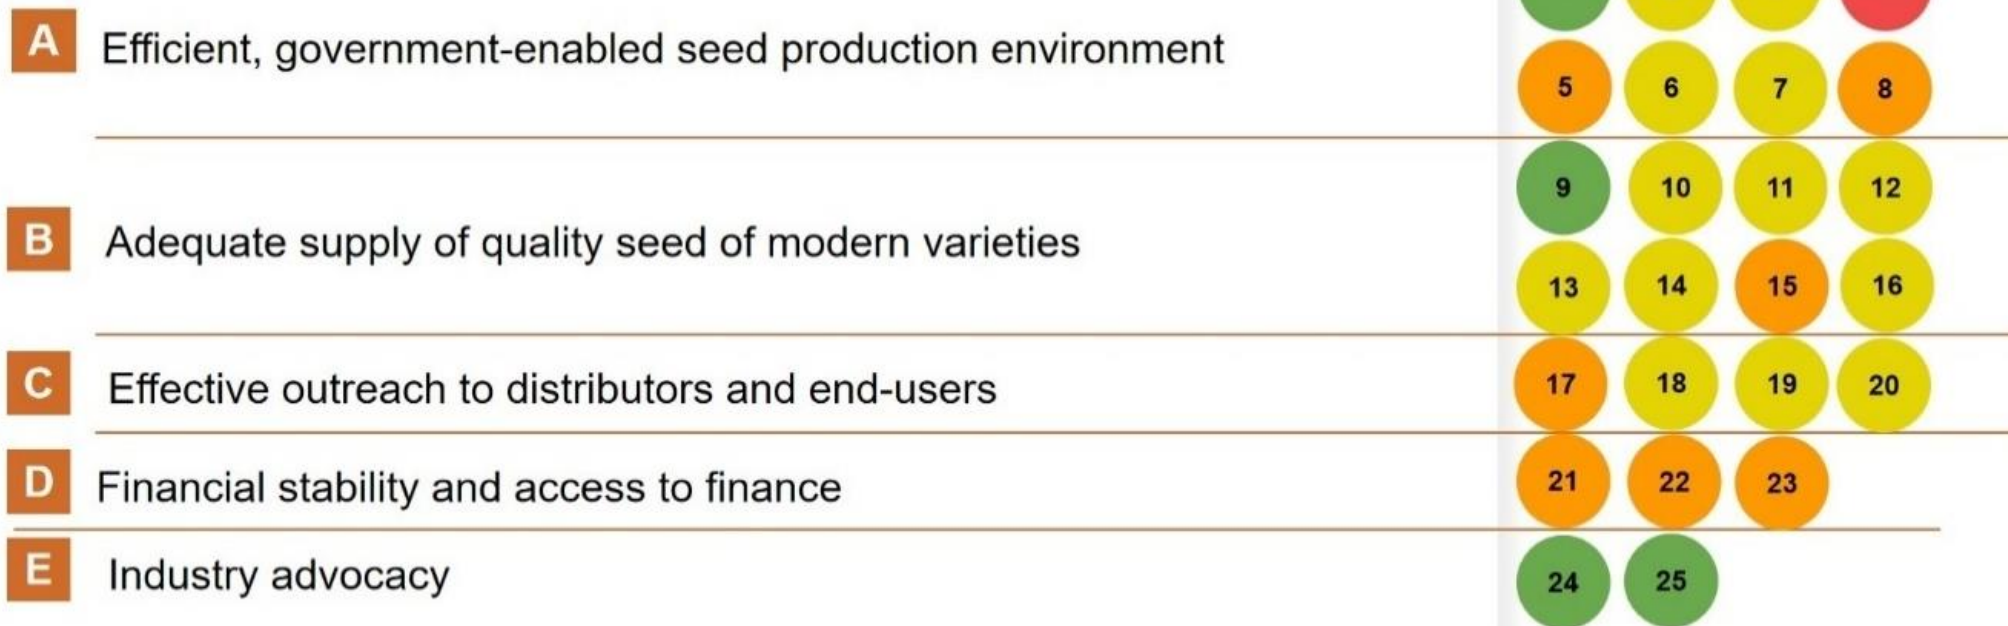 A Efficient, government-enabled seed production environment
5 6 7 8
9 10 11 12
B Adequate supply of quality seed of modern varieties
13 14 15 16
C Effective outreach to distributors and end-users 17 18 19 20
D Financial stability and access to finance 21 22 23
E Industry advocacy 24 25